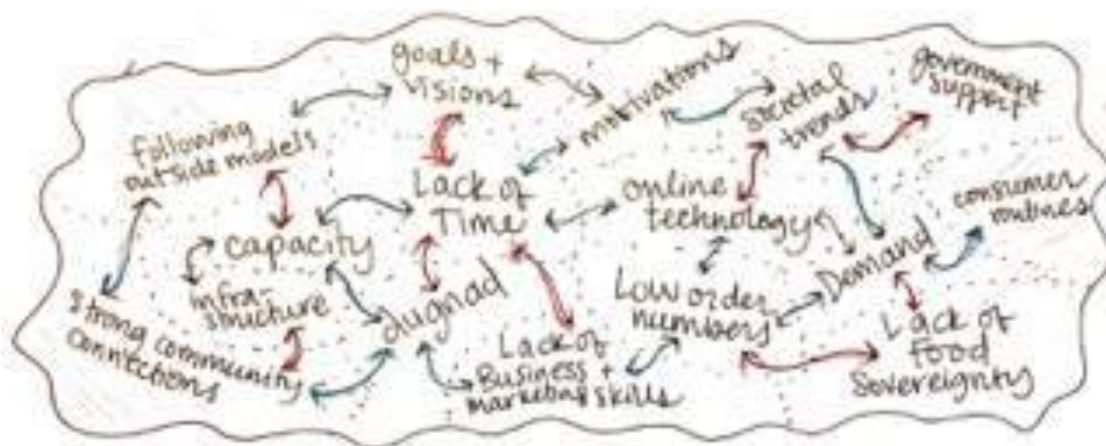 goals +
visions
motivations
societal
trends
government
support
following
outside models
Lack of
Time
online
technology
consumer
routines
capacity
infra-
structure
dugnad
Low order
numbers
Demand
strong community
connections
Lack of
Business +
marketing skills
Lack of
food
Sovereignty